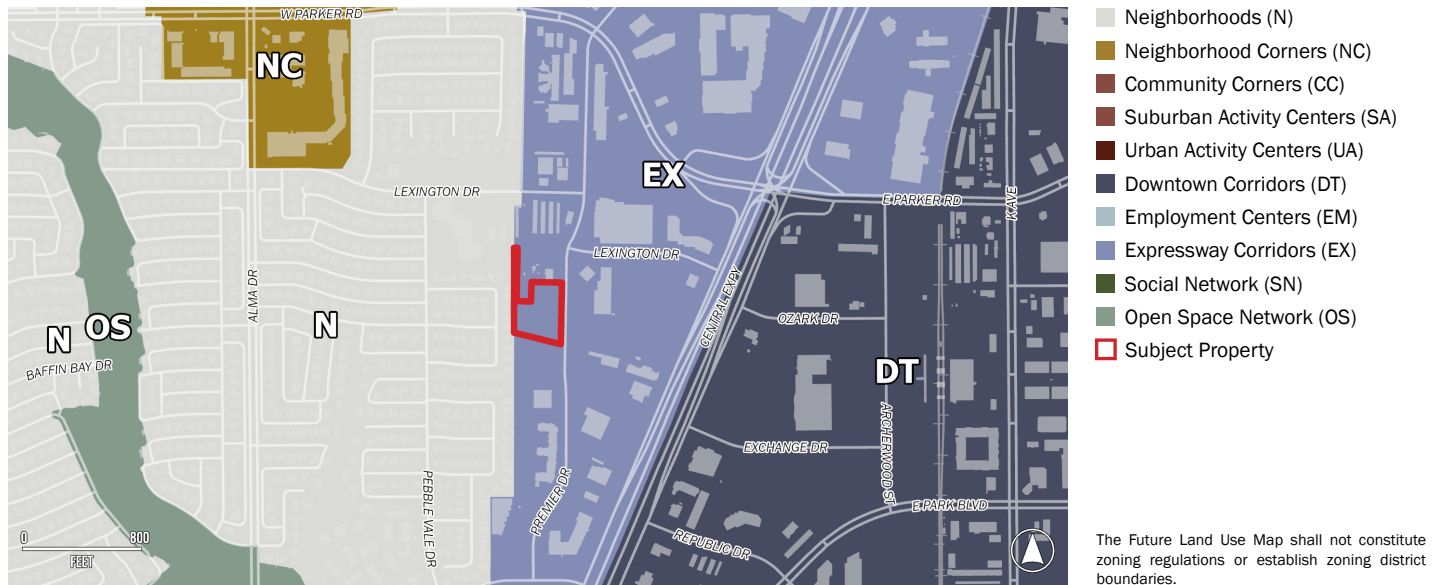 W PARKER RD
NC
LEXINGTON DR
EX
E PARKER RD
K AVE
LEXINGTON DR
ALMA DR
CENTRAL EXPY
OZARK DR
N
OS
N
BAFFIN BAY DR
DT
ARCHERWOOD ST
EXCHANGE DR
PEBBLE VALE DR
PREMIER DR
E PARK BLVD
REPUBLIC DR
0 800
FEET
Neighborhoods (N)
Neighborhood Corners (NC)
Community Corners (CC)
Suburban Activity Centers (SA)
Urban Activity Centers (UA)
Downtown Corridors (DT)
Employment Centers (EM)
Expressway Corridors (EX)
Social Network (SN)
Open Space Network (OS)
Subject Property
The Future Land Use Map shall not constitute
zoning regulations or establish zoning district
boundaries.